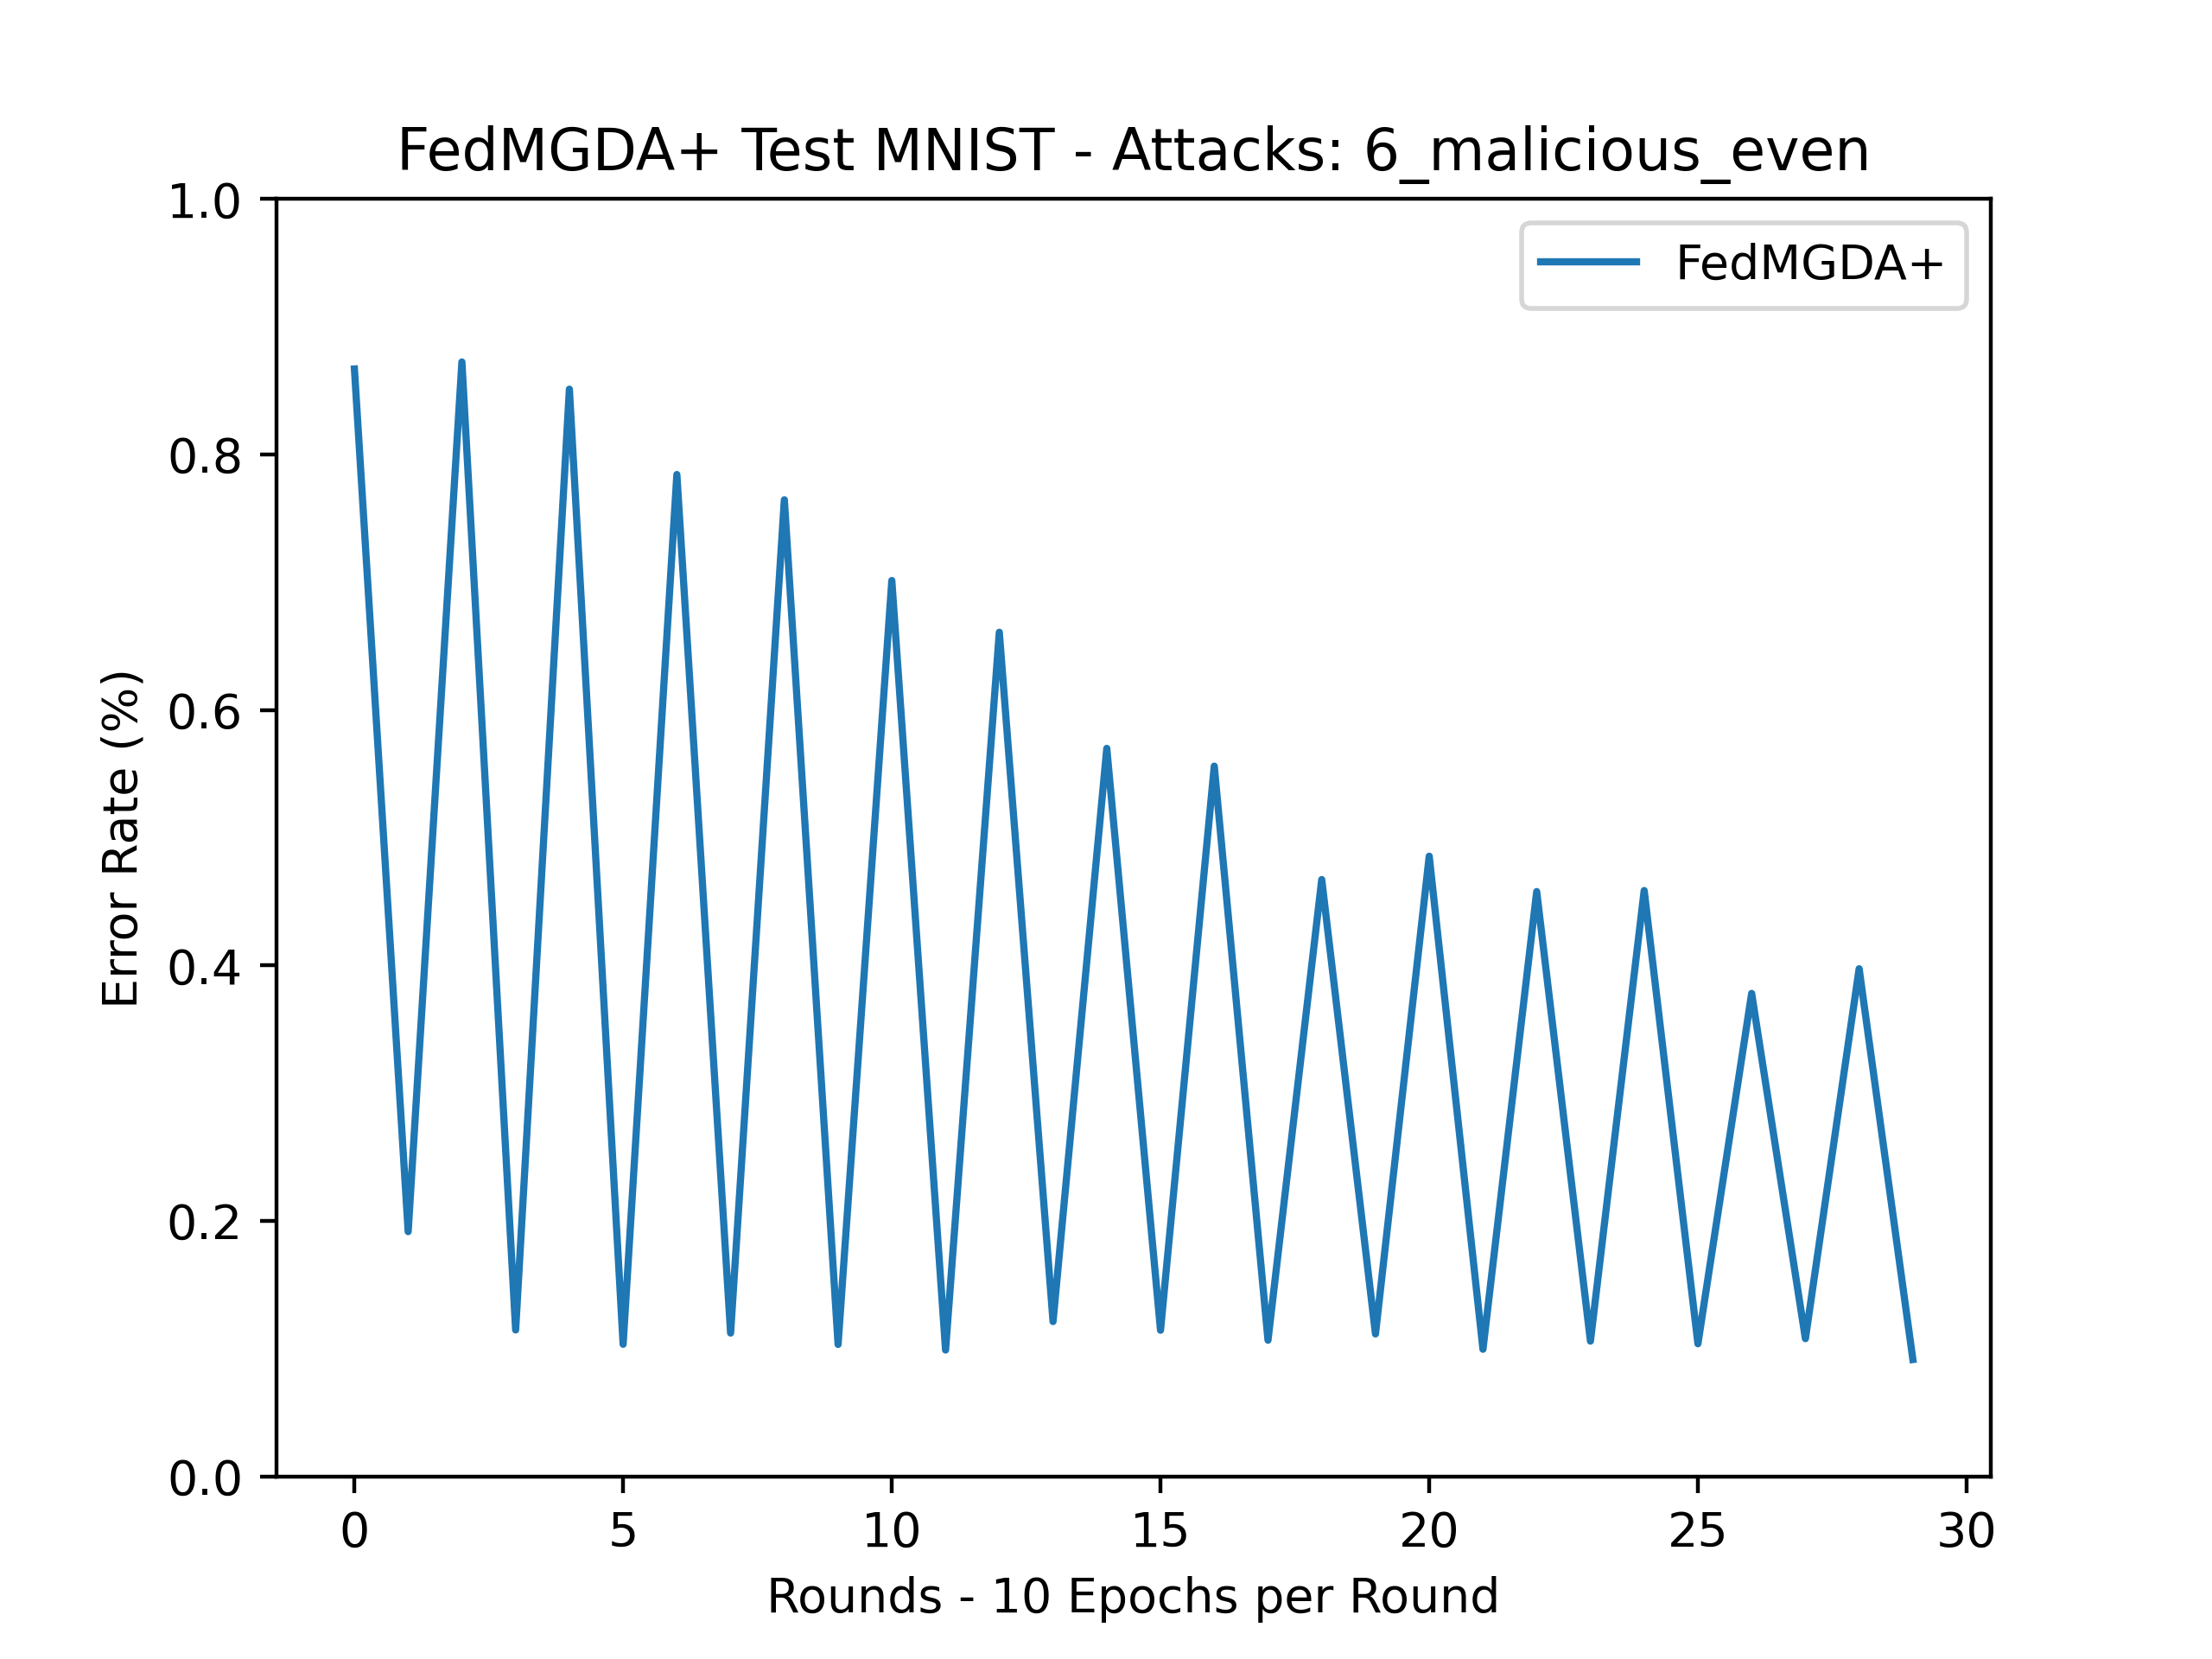 FedMGDA+ Test MNIST - Attacks: 6_malicious_even
FedMGDA+
1.0
0.8
0.6
0.4
0.2
0.0
Error Rate (%)
0 5 10 15 20 25 30
Rounds - 10 Epochs per Round